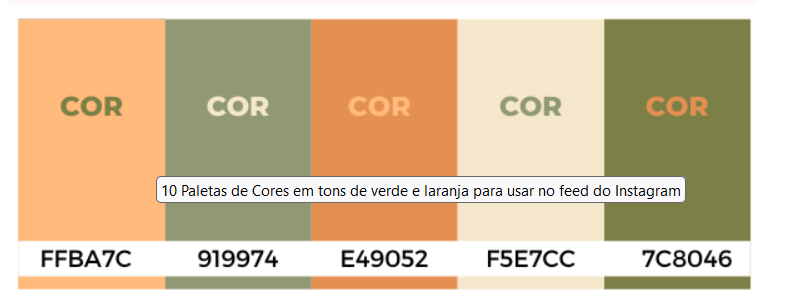 COR COR COR COR COR
10 Paletas de Cores em tons de verde e laranja para usar no feed do Instagram
FFBA7C 919974 E49052 F5E7CC 7C8046